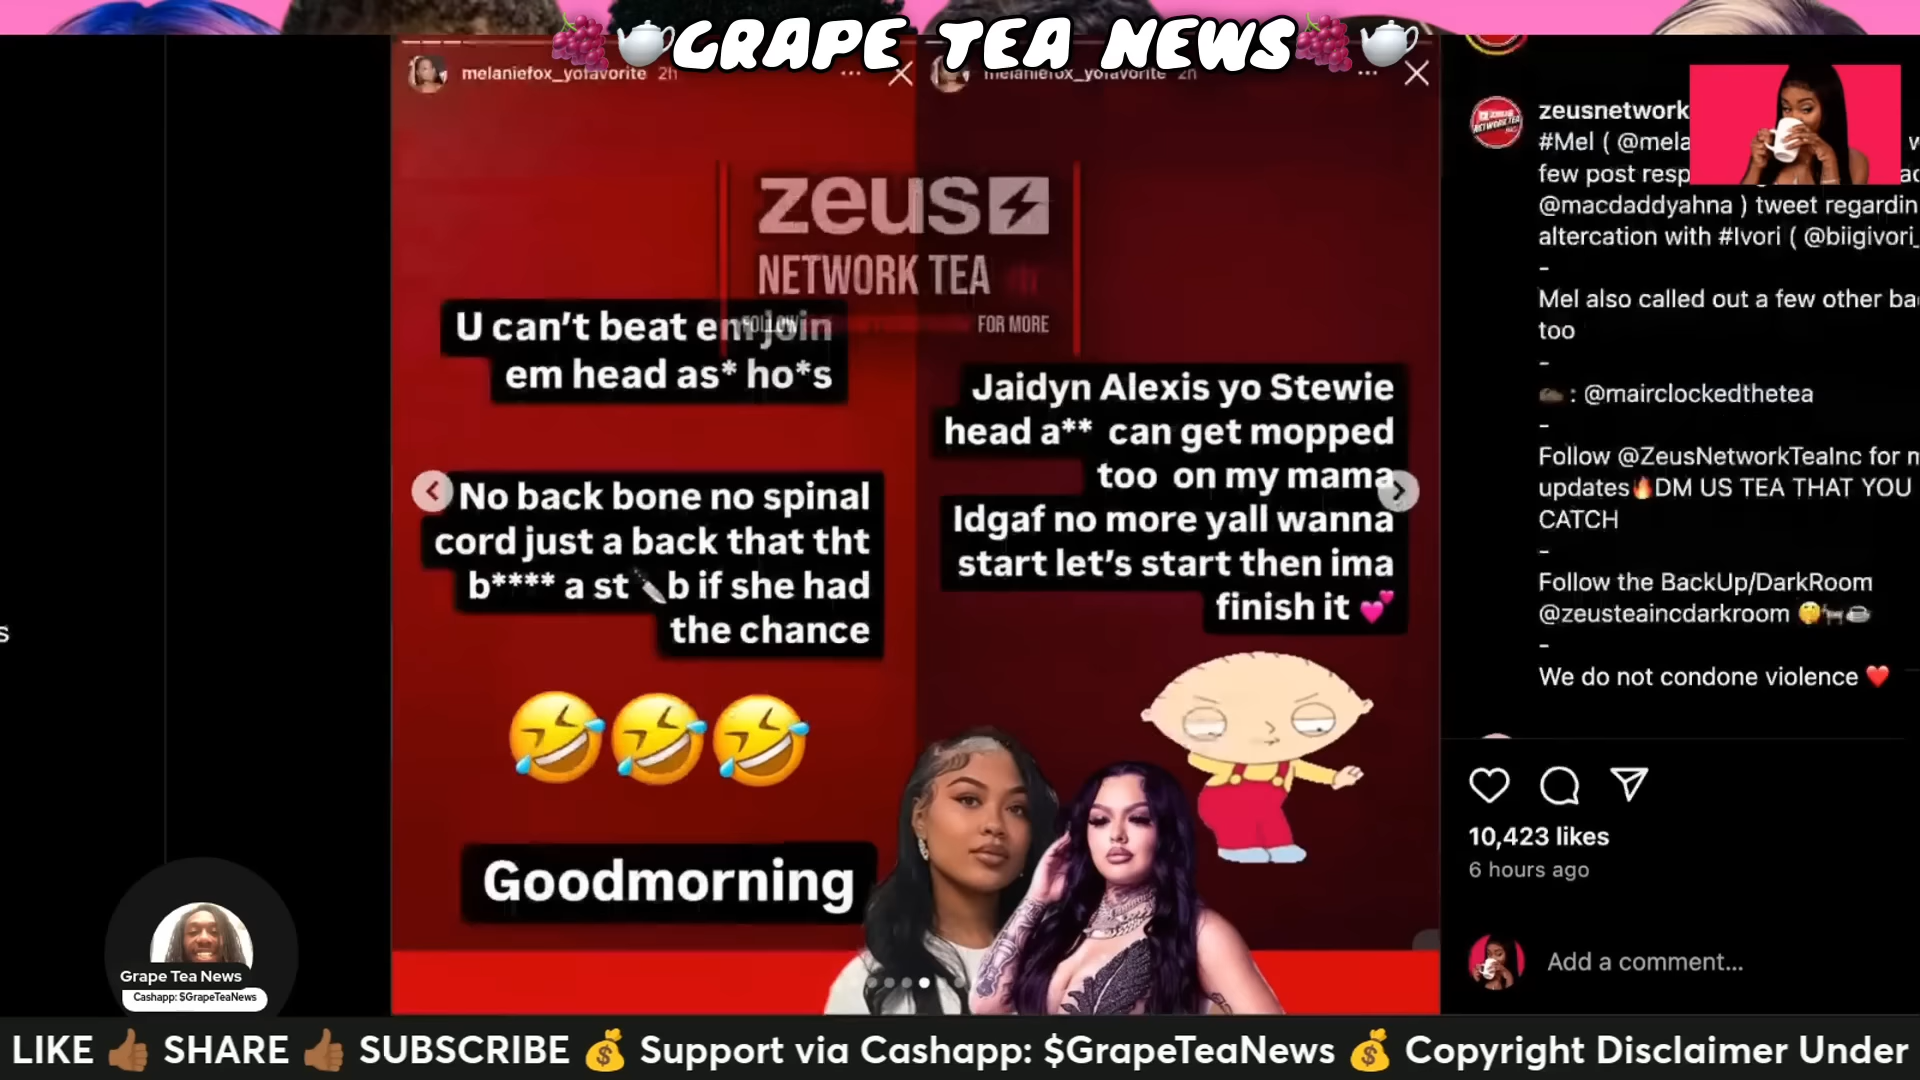 GRAPE TEA NEWS
melaniefox_yofavorite 2h
melaniefox_yofavorite 2h
zeus
NETWORK TEA
FOLLOW
FOR MORE
U can't beat em join
em head as* ho*s
No back bone no spinal
cord just a back that tht
b**** a st🔪b if she had
the chance
🤣🤣🤣
Goodmorning
Jaidyn Alexis yo Stewie
head a** can get mopped
too on my mama
Idgaf no more yall wanna
start let's start then ima
finish it 💕
zeusnetwork
#Mel ( @mela
few post resp
@macdaddyahna ) tweet regardin
altercation with #Ivori ( @biigivori_
-
Mel also called out a few other ba
too
-
: @mairclockedthetea
-
Follow @ZeusNetworkTeaInc for m
updates🔥DM US TEA THAT YOU
CATCH
-
Follow the BackUp/DarkRoom
@zeusteaincdarkroom
-
We do not condone violence ❤️
10,423 likes
6 hours ago
Add a comment...
s
Grape Tea News
Cashapp: $GrapeTeaNews
LIKE 👍🏾 SHARE 👍🏾 SUBSCRIBE 💰 Support via Cashapp: $GrapeTeaNews 💰 Copyright Disclaimer Under